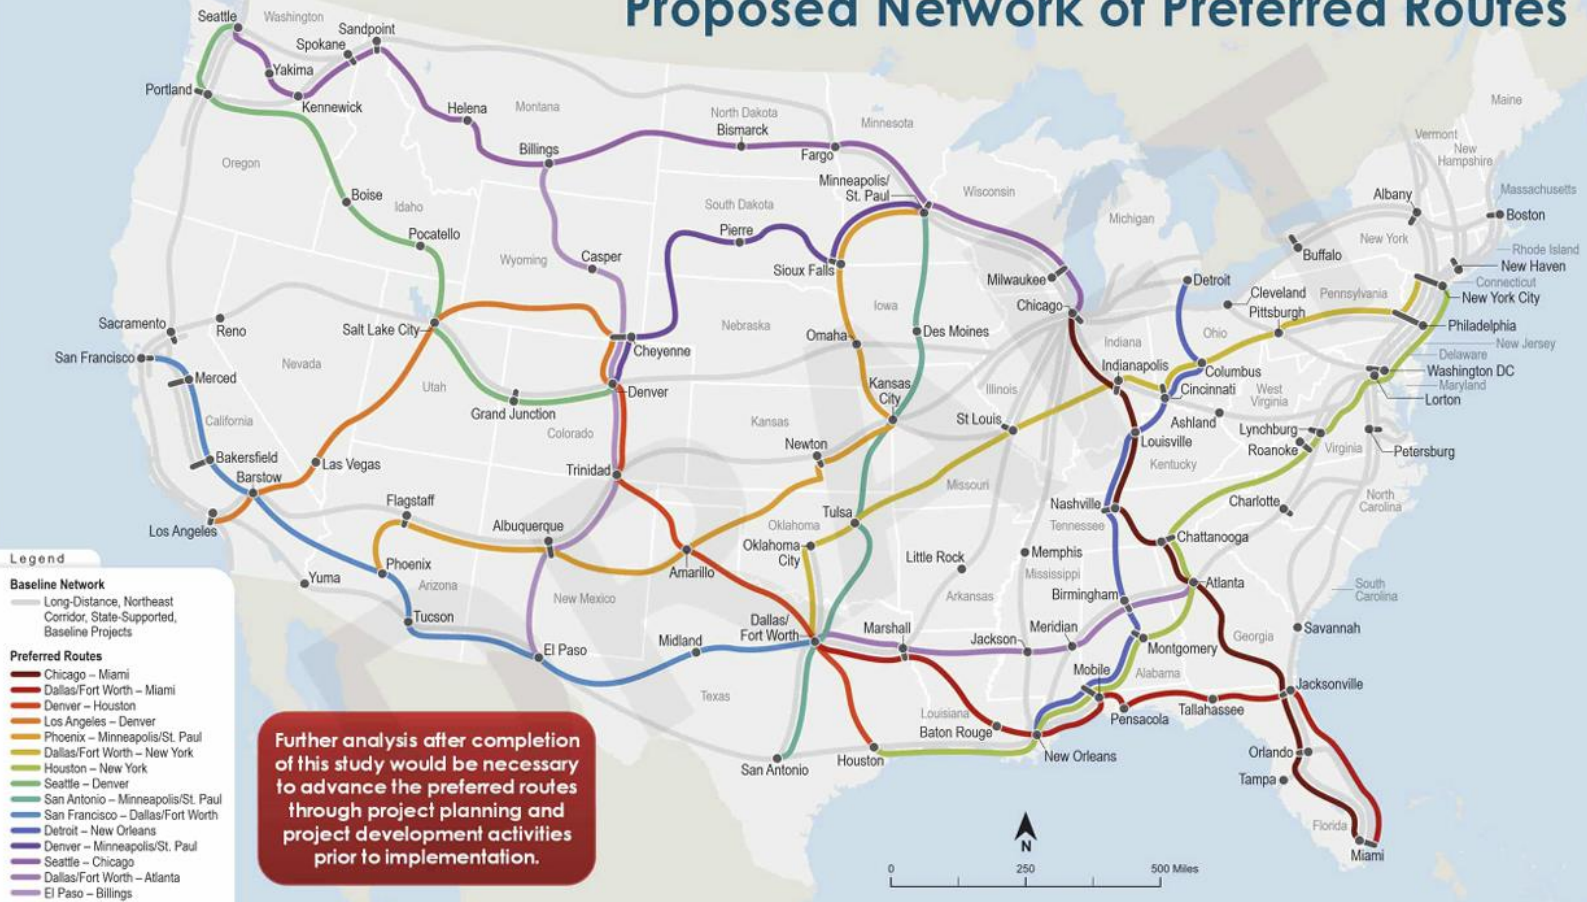 Proposed Network of Preferred Routes
Seattle
Washington
Sandpoint
Spokane
Yakima
Portland
Kennewick
Helena
Montana
North Dakota
Bismarck
Minnesota
Maine
Vermont
New
Hampshire
Oregon
Billings
Fargo
Minneapolis/
St. Paul
Wisconsin
Michigan
Albany
Massachusetts
Boston
Boise
Idaho
South Dakota
Pierre
New York
Buffalo
Rhode Island
New Haven
Connecticut
New York City
Pocatello
Wyoming
Casper
Sioux Falls
Milwaukee
Detroit
Cleveland
Pittsburgh
Pennsylvania
Philadelphia
New Jersey
Sacramento
Reno
Salt Lake City
Cheyenne
Nebraska
Iowa
Omaha
Des Moines
Chicago
Indiana
Ohio
Delaware
Washington DC
Maryland
Lorton
San Francisco
Nevada
Merced
Utah
Denver
Grand Junction
Kansas
City
Illinois
Indianapolis
Columbus
Cincinnati
West
Virginia
California
Colorado
Kansas
St Louis
Ashland
Lynchburg
Roanoke
Virginia
Petersburg
Louisville
Kentucky
Bakersfield
Barstow
Las Vegas
Newton
Trinidad
Missouri
Los Angeles
Flagstaff
Albuquerque
Tulsa
Oklahoma
Oklahoma
City
Nashville
Tennessee
Charlotte
North
Carolina
Chattanooga
Yuma
Phoenix
Arizona
New Mexico
Amarillo
Little Rock
Arkansas
Memphis
Mississippi
Birmingham
Atlanta
South
Carolina
Tucson
El Paso
Midland
Dallas/
Fort Worth
Marshall
Jackson
Meridian
Montgomery
Georgia
Savannah
Texas
Louisiana
Baton Rouge
Mobile
Alabama
Pensacola
Tallahassee
Jacksonville
San Antonio
Houston
New Orleans
Orlando
Tampa
Florida
Miami
Legend
Baseline Network
Long-Distance, Northeast
Corridor, State-Supported,
Baseline Projects
Preferred Routes
Chicago – Miami
Dallas/Fort Worth – Miami
Denver – Houston
Los Angeles – Denver
Phoenix – Minneapolis/St. Paul
Dallas/Fort Worth – New York
Houston – New York
Seattle – Denver
San Antonio – Minneapolis/St. Paul
San Francisco – Dallas/Fort Worth
Detroit – New Orleans
Denver – Minneapolis/St. Paul
Seattle – Chicago
Dallas/Fort Worth – Atlanta
El Paso – Billings
Further analysis after completion
of this study would be necessary
to advance the preferred routes
through project planning and
project development activities
prior to implementation.
N
0 250 500 Miles